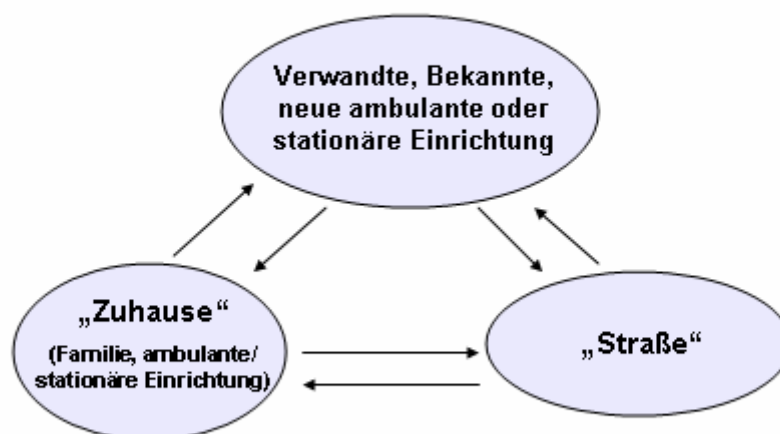 Verwandte, Bekannte,
neue ambulante oder
stationäre Einrichtung
„Zuhause“
(Familie, ambulante/
stationäre Einrichtung)
„Straße“